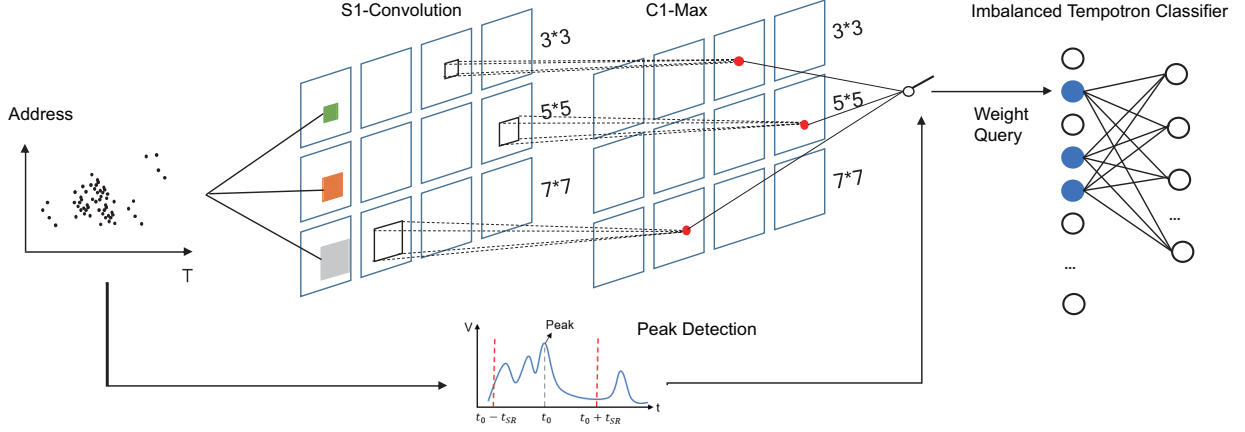 S1-Convolution
C1-Max
Imbalanced Tempotron Classifier
3*3
3*3
Address
5*5
5*5
Weight
Query
7*7
7*7
...
T
...
V
Peak
Peak Detection
t
t₀ − t_SR
t₀
t₀ + t_SR